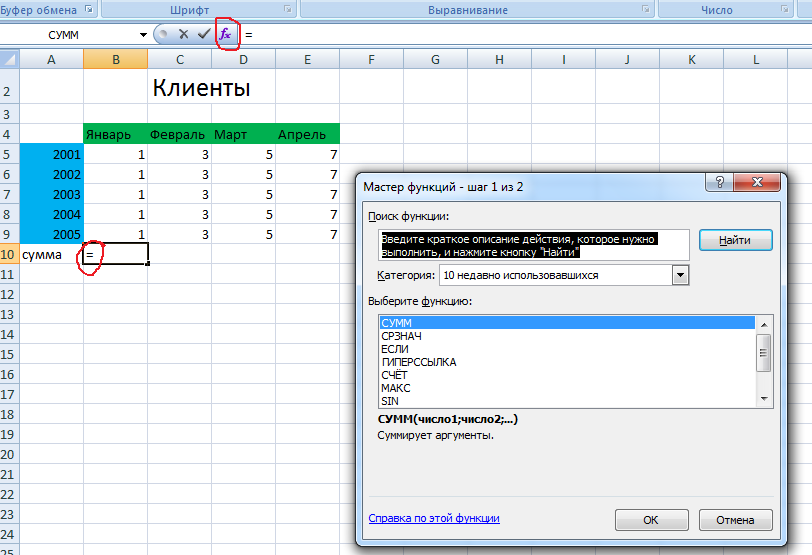 Буфер обмена Шрифт Выравнивание Число
СУММ fx =
A B C D E F G H I J K L
2 Клиенты
3
4 Январь Февраль Март Апрель
5 2001 1 3 5 7
6 2002 1 3 5 7
7 2003 1 3 5 7
8 2004 1 3 5 7
9 2005 1 3 5 7
10 сумма =
11
12
13
14
15
16
17
18
19
20
21
22
23
24
25
Мастер функций - шаг 1 из 2
?
Поиск функции:
Введите краткое описание действия, которое нужно
выполнить, и нажмите кнопку "Найти"
Найти
Категория: 10 недавно использовавшихся
Выберите функцию:
СУММ
СРЗНАЧ
ЕСЛИ
ГИПЕРССЫЛКА
СЧЁТ
МАКС
SIN
СУММ(число1;число2;...)
Суммирует аргументы.
Справка по этой функции
ОК Отмена